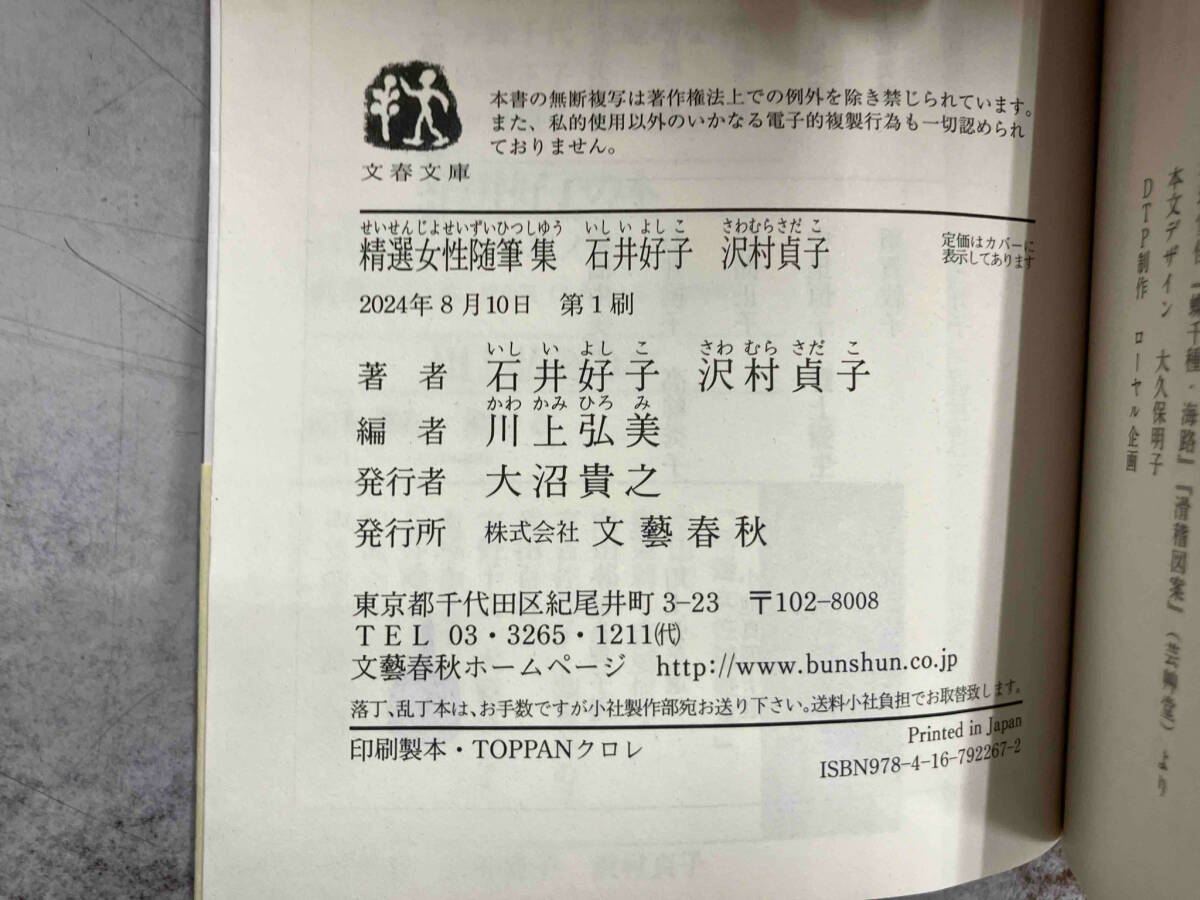 本書の無断複写は著作権法上での例外を除き禁じられています。
また、私的使用以外のいかなる電子的複製行為も一切認められ
ておりません。
文春文庫
せいせんじよせいずいひつしゆう いしいよしこ さわむらさだこ
精選女性随筆集 石井好子 沢村貞子
定価はカバーに
表示してあります
2024年8月10日 第1刷
いしいよしこ さわむらさだこ
著者 石井好子 沢村貞子
かわかみひろみ
編者 川上弘美
発行者 大沼貴之
発行所 株式会社 文藝春秋
東京都千代田区紀尾井町3-23 〒102-8008
TEL 03・3265・1211㈹
文藝春秋ホームページ http://www.bunshun.co.jp
落丁、乱丁本は、お手数ですが小社製作部宛お送り下さい。送料小社負担でお取替致します。
印刷製本・TOPPANクロレ
Printed in Japan
ISBN978-4-16-792267-2
海路』『滑稽図案』(芸艸堂)より
本文デザイン 大久保明子
DTP制作 ローヤル企画